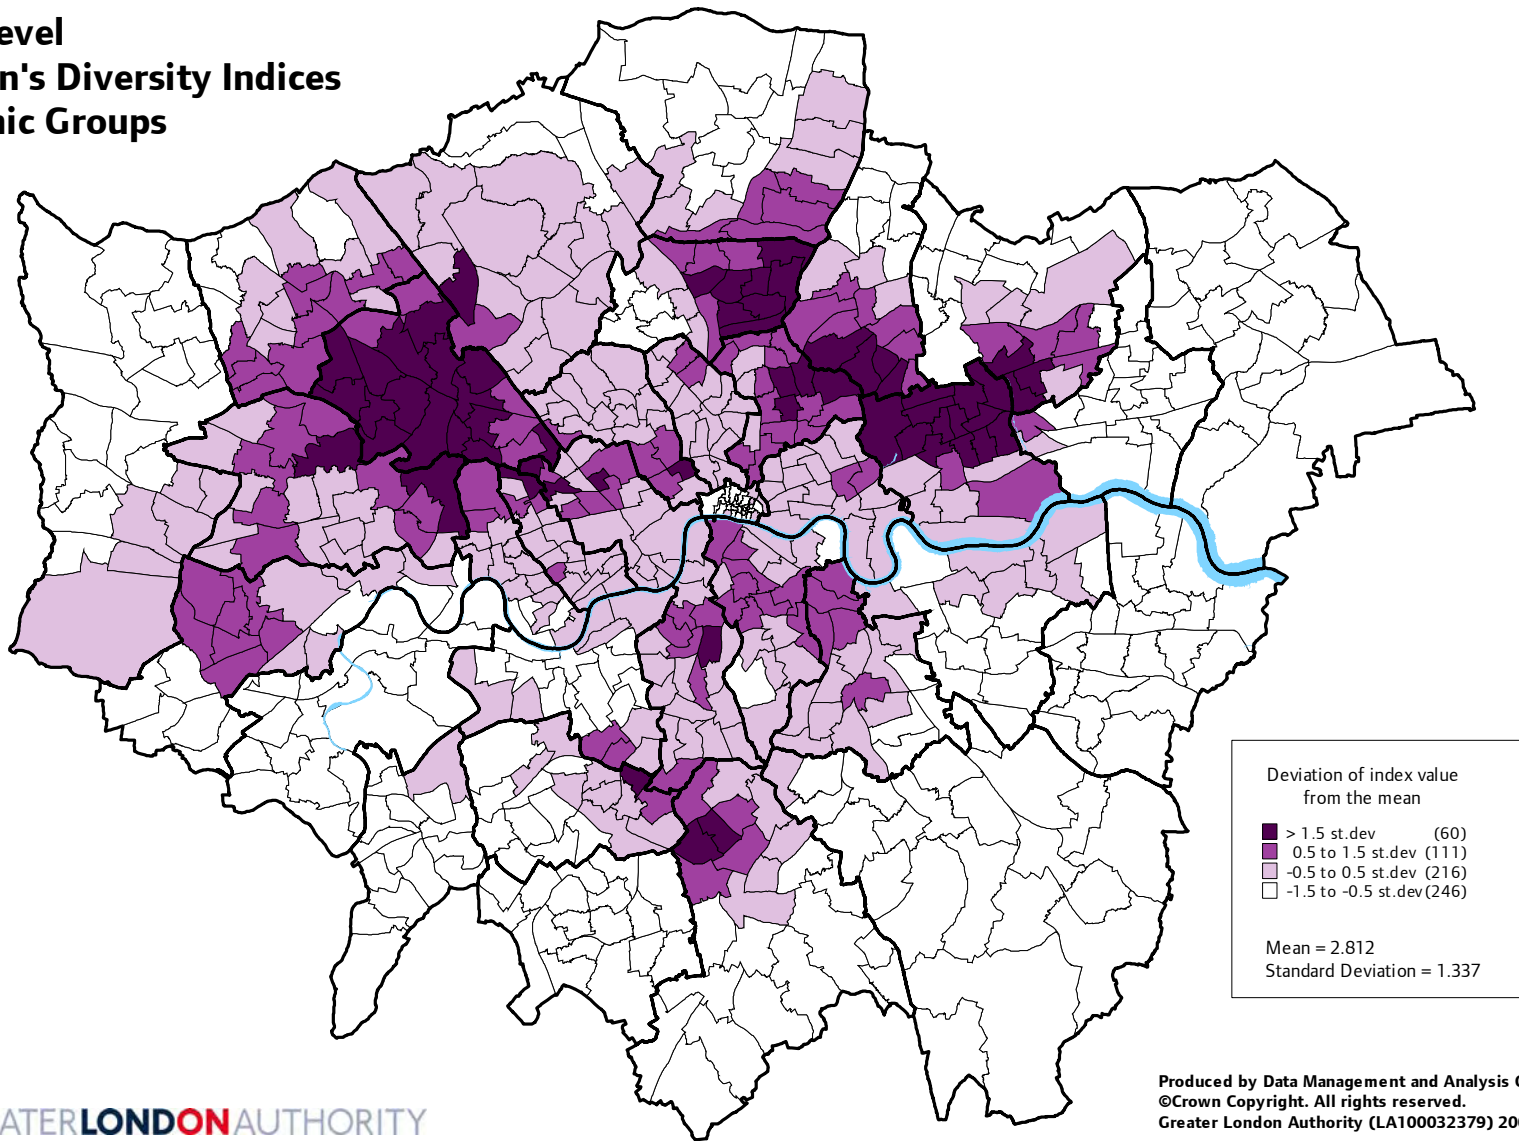 evel
n's Diversity Indices
nic Groups
Deviation of index value
from the mean
> 1.5 st.dev (60)
0.5 to 1.5 st.dev (111)
-0.5 to 0.5 st.dev (216)
-1.5 to -0.5 st.dev (246)
Mean = 2.812
Standard Deviation = 1.337
Produced by Data Management and Analysis
©Crown Copyright. All rights reserved.
Greater London Authority (LA100032379) 20
ATERLONDONAUTHORITY